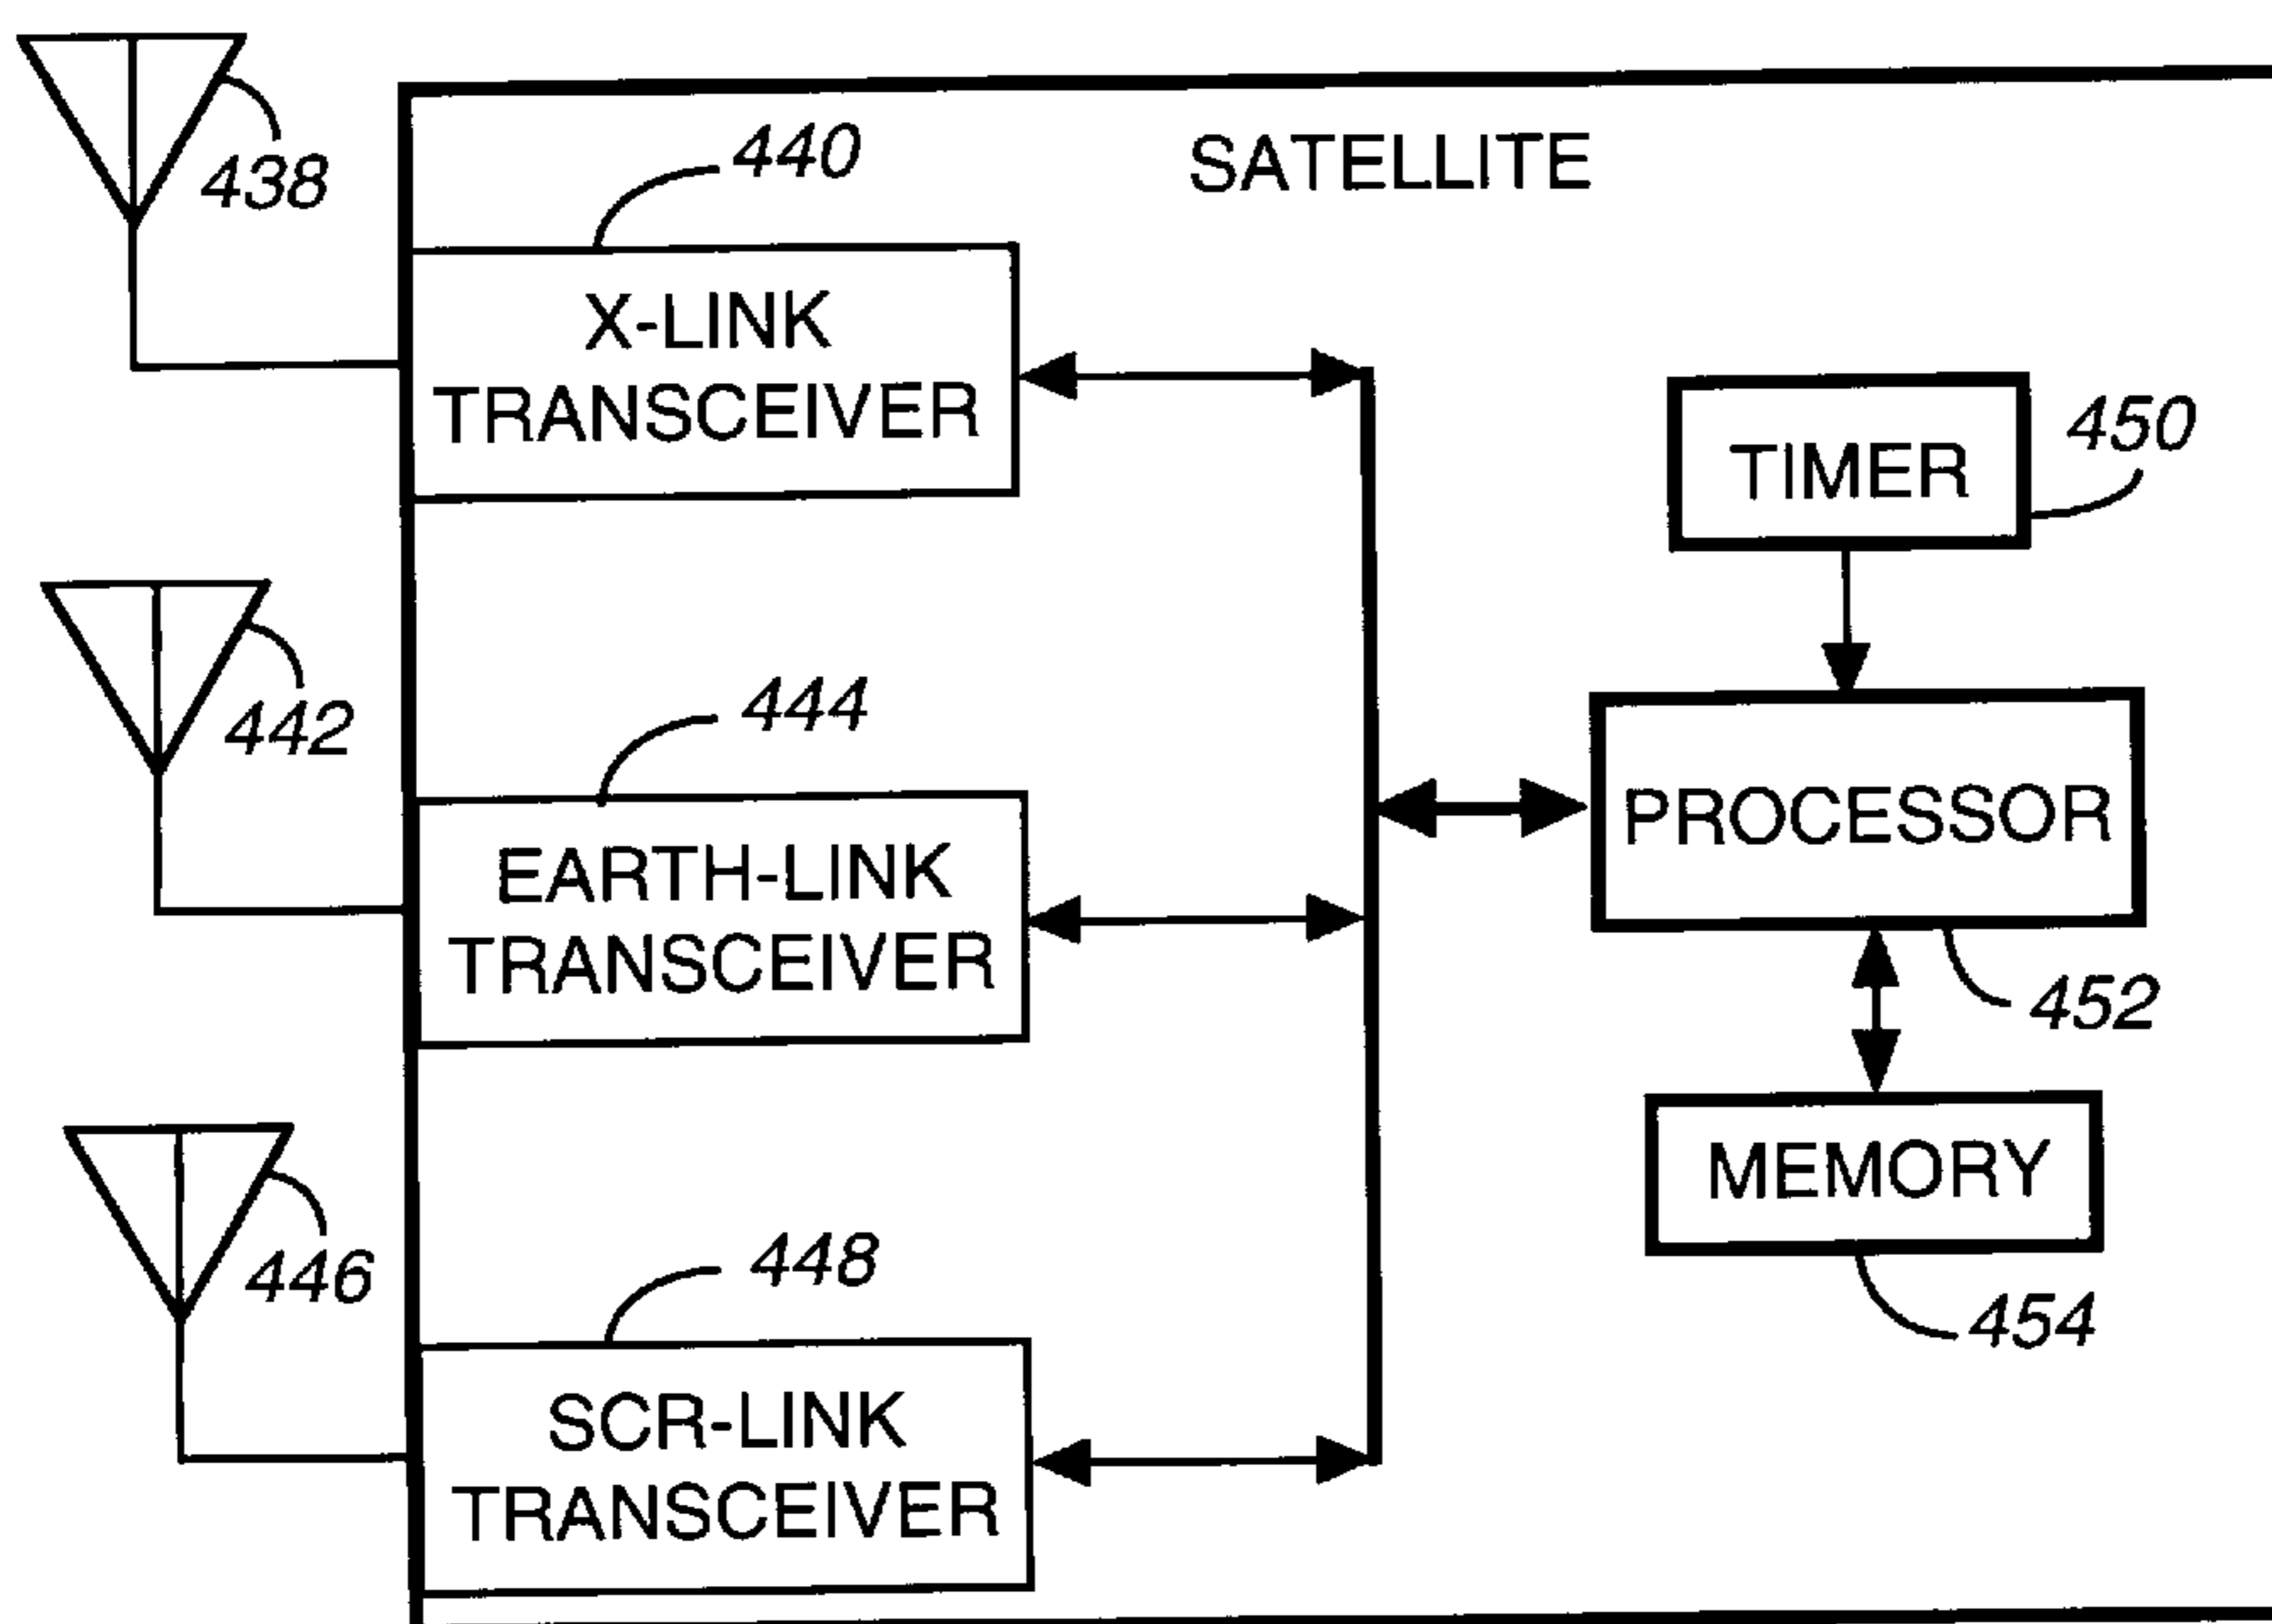 438
440
SATELLITE
X-LINK
TRANSCEIVER
TIMER
450
442
444
EARTH-LINK
TRANSCEIVER
PROCESSOR
452
446
448
SCR-LINK
TRANSCEIVER
MEMORY
454